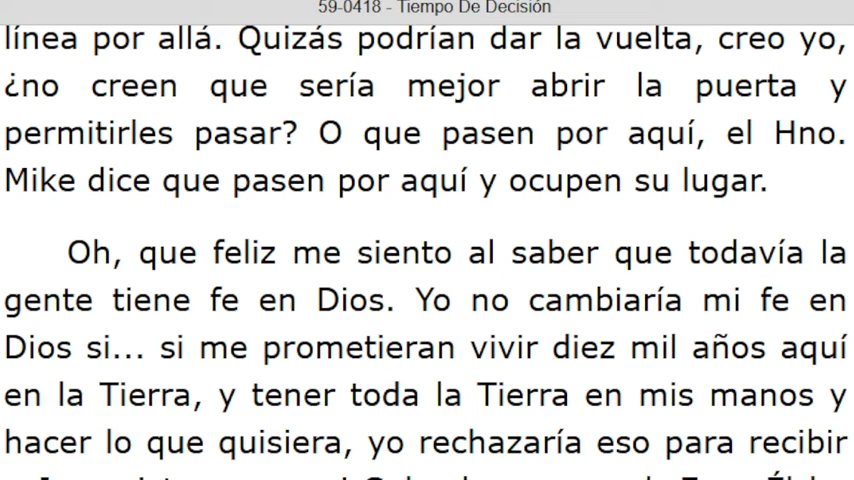 59-0418 - Tiempo De Decisión
línea por allá. Quizás podrían dar la vuelta, creo yo,
¿no creen que sería mejor abrir la puerta y
permitirles pasar? O que pasen por aquí, el Hno.
Mike dice que pasen por aquí y ocupen su lugar.
Oh, que feliz me siento al saber que todavía la
gente tiene fe en Dios. Yo no cambiaría mi fe en
Dios si... si me prometieran vivir diez mil años aquí
en la Tierra, y tener toda la Tierra en mis manos y
hacer lo que quisiera, yo rechazaría eso para recibir